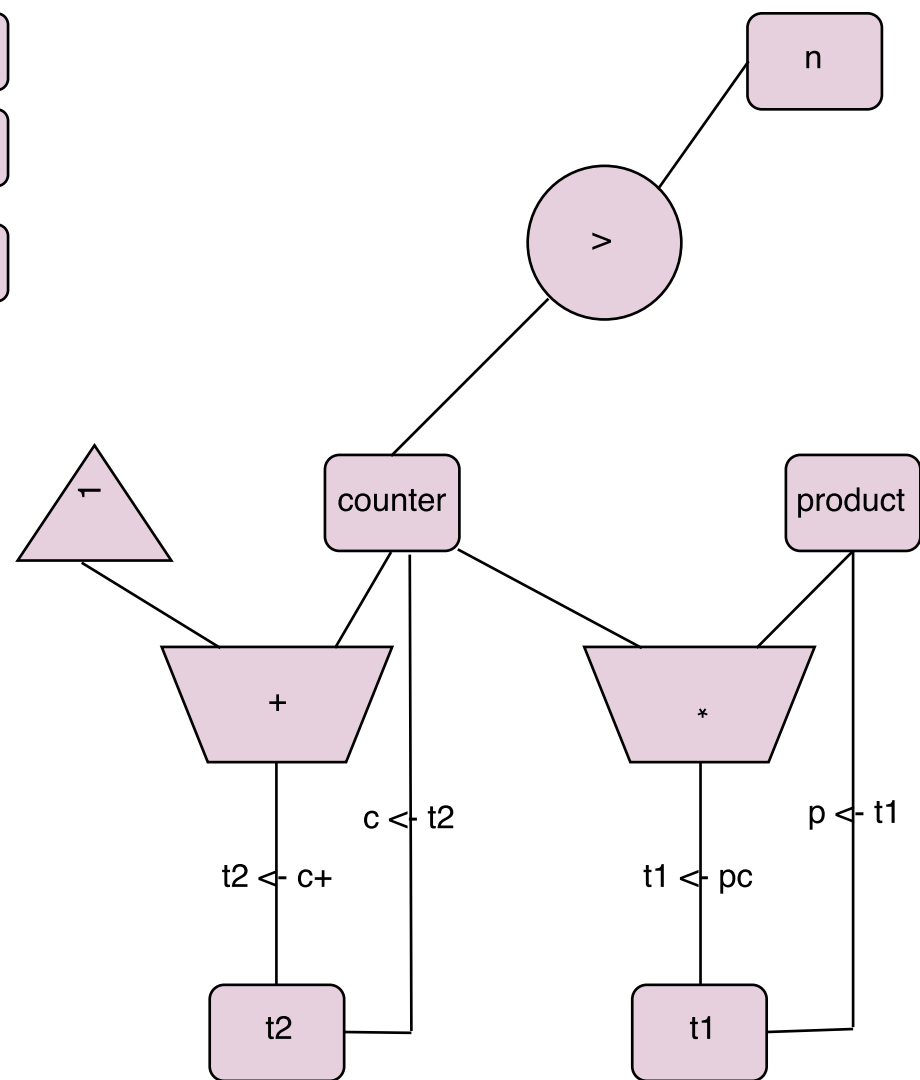 n
>
1
counter
product
+
*
c <- t2
p <- t1
t2 <- c+
t1 <- pc
t2
t1